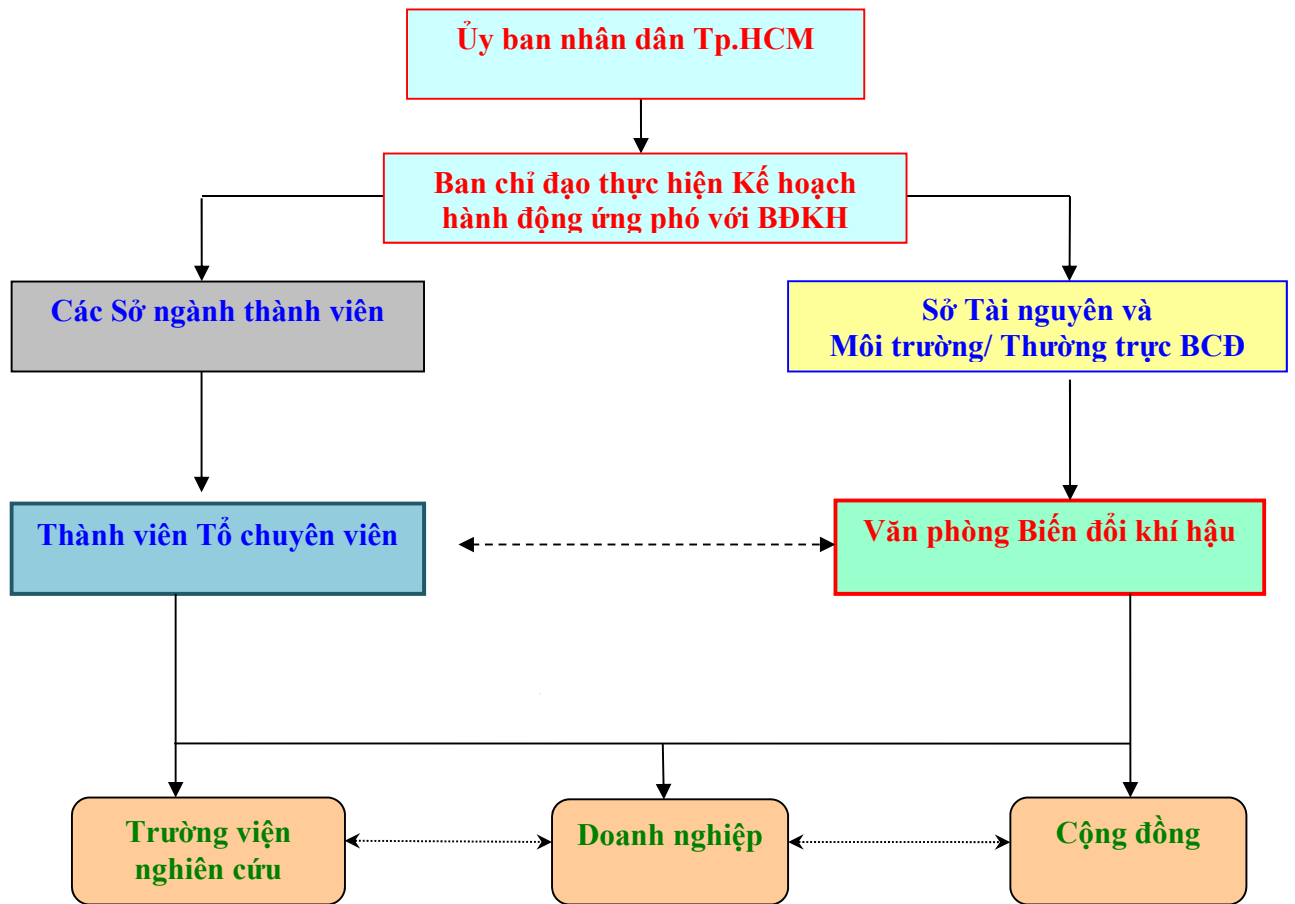 Ủy ban nhân dân Tp.HCM
Ban chỉ đạo thực hiện Kế hoạch
hành động ứng phó với BĐKH
Các Sở ngành thành viên
Sở Tài nguyên và
Môi trường/ Thường trực BCĐ
Thành viên Tổ chuyên viên
Văn phòng Biến đổi khí hậu
Trường viện
nghiên cứu
Doanh nghiệp
Cộng đồng